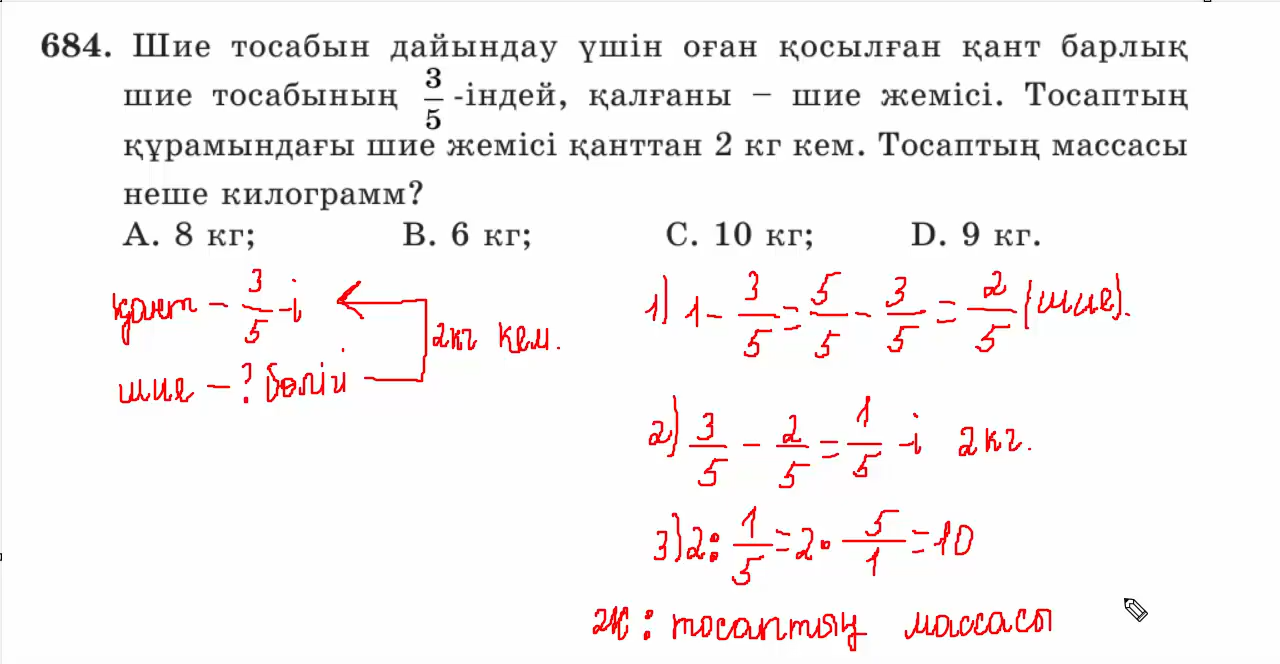 684. Шие тосабын дайындау үшін оған қосылған қант барлық
шие тосабының 3/5 -індей, қалғаны – шие жемісі. Тосаптың
құрамындағы шие жемісі қанттан 2 кг кем. Тосаптың массасы
неше килограмм?
A. 8 кг; B. 6 кг; C. 10 кг; D. 9 кг.
қант – 3/5 -і
2кг кем.
шие – ? бөлігі
1) 1 - 3/5 = 5/5 - 3/5 = 2/5 (шие).
2) 3/5 - 2/5 = 1/5 -і 2кг.
3) 2 : 1/5 = 2 · 5/1 = 10
Ж: тосаптың массасы